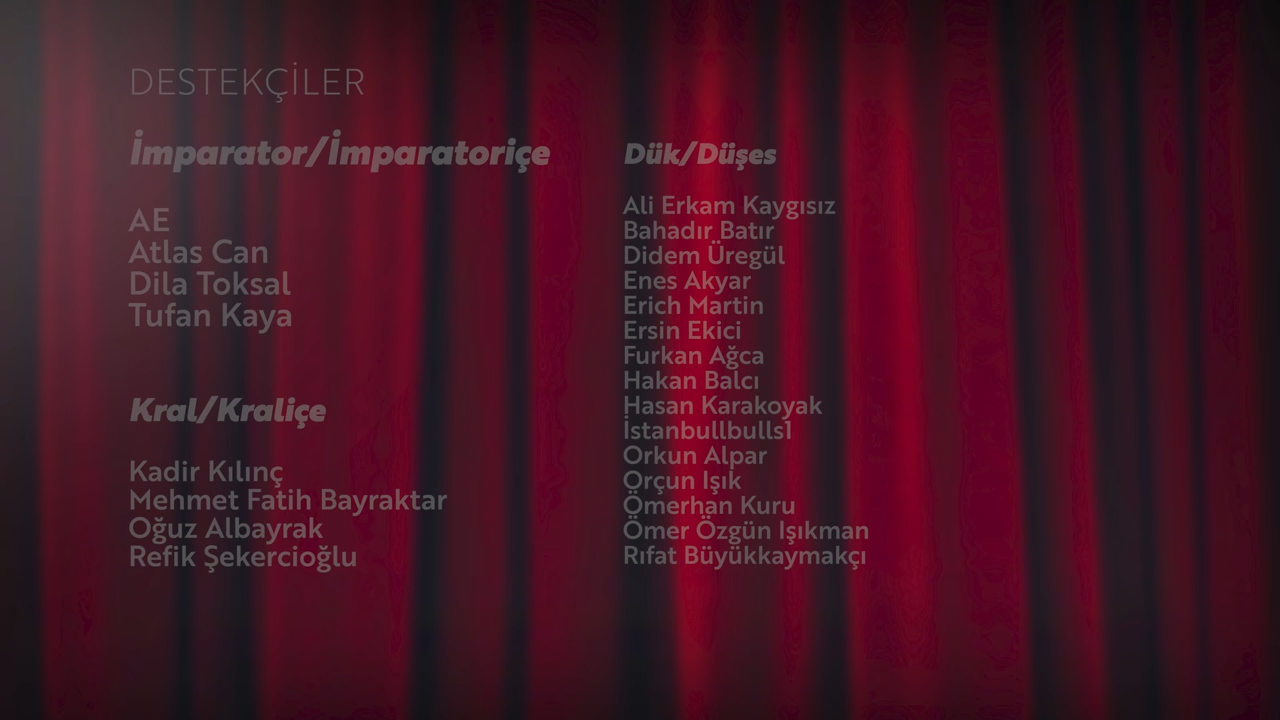 DESTEKÇİLER
İmparator/İmparatoriçe
AE
Atlas Can
Dila Toksal
Tufan Kaya
Kral/Kraliçe
Kadir Kılınç
Mehmet Fatih Bayraktar
Oğuz Albayrak
Refik Şekercioğlu
Dük/Düşes
Ali Erkam Kaygısız
Bahadır Batır
Didem Üregül
Enes Akyar
Erich Martin
Ersin Ekici
Furkan Ağca
Hakan Balcı
Hasan Karakoyak
İstanbullbulls1
Orkun Alpar
Orçun Işık
Ömerhan Kuru
Ömer Özgün Işıkman
Rıfat Büyükkaymakçı